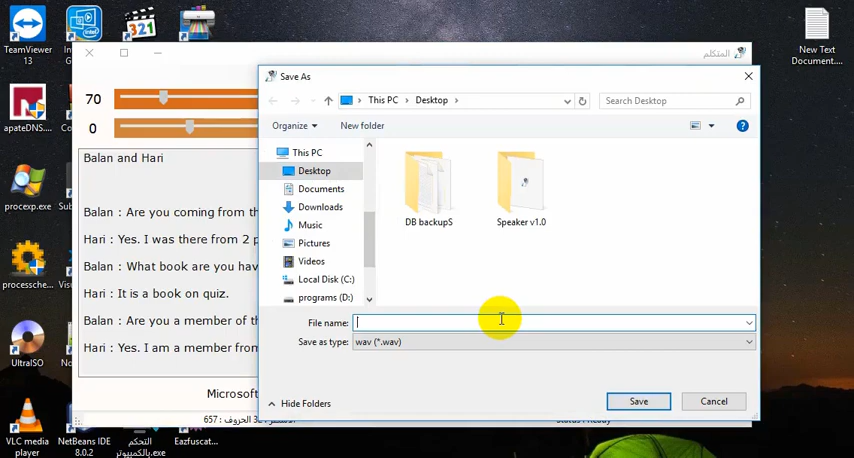 TeamViewer
13
New Text
Document....
المتكلم
70
0
Save As
This PC
Desktop
Search Desktop
Organize
New folder
This PC
Desktop
Documents
Downloads
Music
Pictures
Videos
Local Disk (C:)
programs (D:)
DB backupS
Speaker v1.0
File name:
Save as type:
wav (*.wav)
Hide Folders
Save
Cancel
Balan and Hari
Balan : Are you coming from th
Hari : Yes. I was there from 2 p
Balan : What book are you hav
Hari : It is a book on quiz.
Balan : Are you a member of th
Hari : Yes. I am a member from
Microsoft
الحروف : 657
apateDNS....
procexp.exe
processche...
UltraISO
VLC media
player
NetBeans IDE
8.0.2
التحكم
بالكمبيوتر.exe
Eazfuscat...